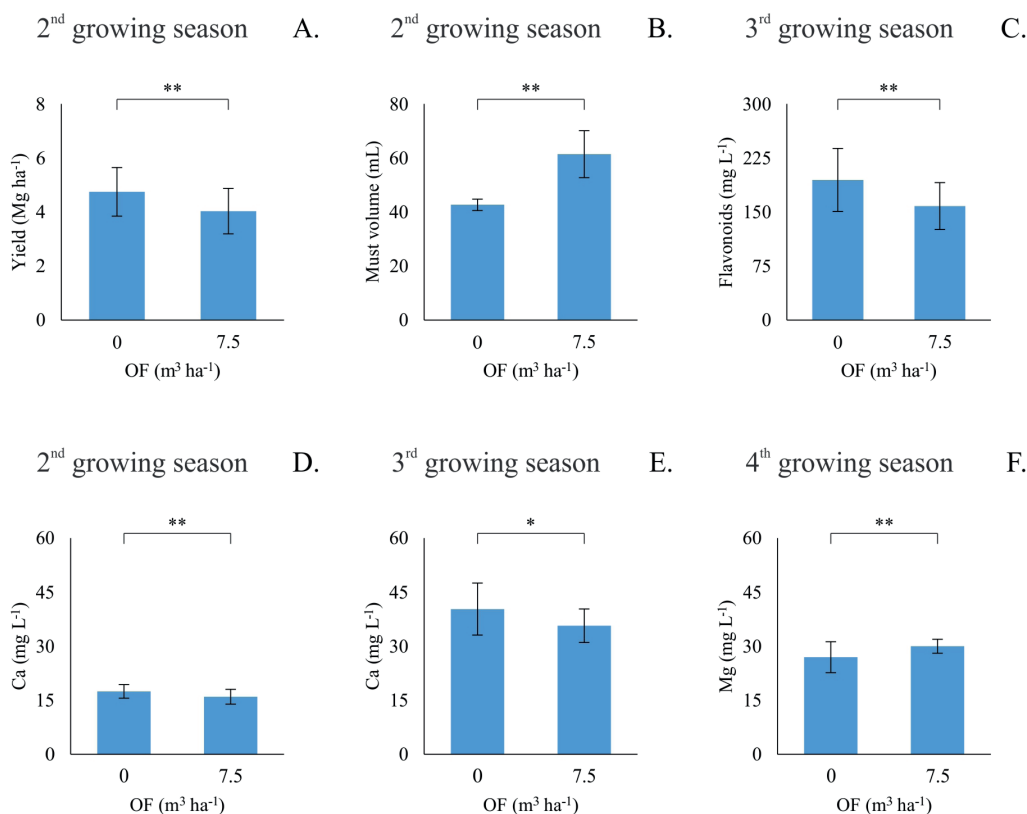 2nd growing season A.
**
8
6
4
2
0
Yield (Mg ha-1)
0 7.5
OF (m3 ha-1)
2nd growing season B.
**
80
60
40
20
0
Must volume (mL)
0 7.5
OF (m3 ha-1)
3rd growing season C.
**
300
225
150
75
0
Flavonoids (mg L-1)
0 7.5
OF (m3 ha-1)
2nd growing season D.
**
60
45
30
15
0
Ca (mg L-1)
0 7.5
OF (m3 ha-1)
3rd growing season E.
*
60
45
30
15
0
Ca (mg L-1)
0 7.5
OF (m3 ha-1)
4th growing season F.
**
60
45
30
15
0
Mg (mg L-1)
0 7.5
OF (m3 ha-1)